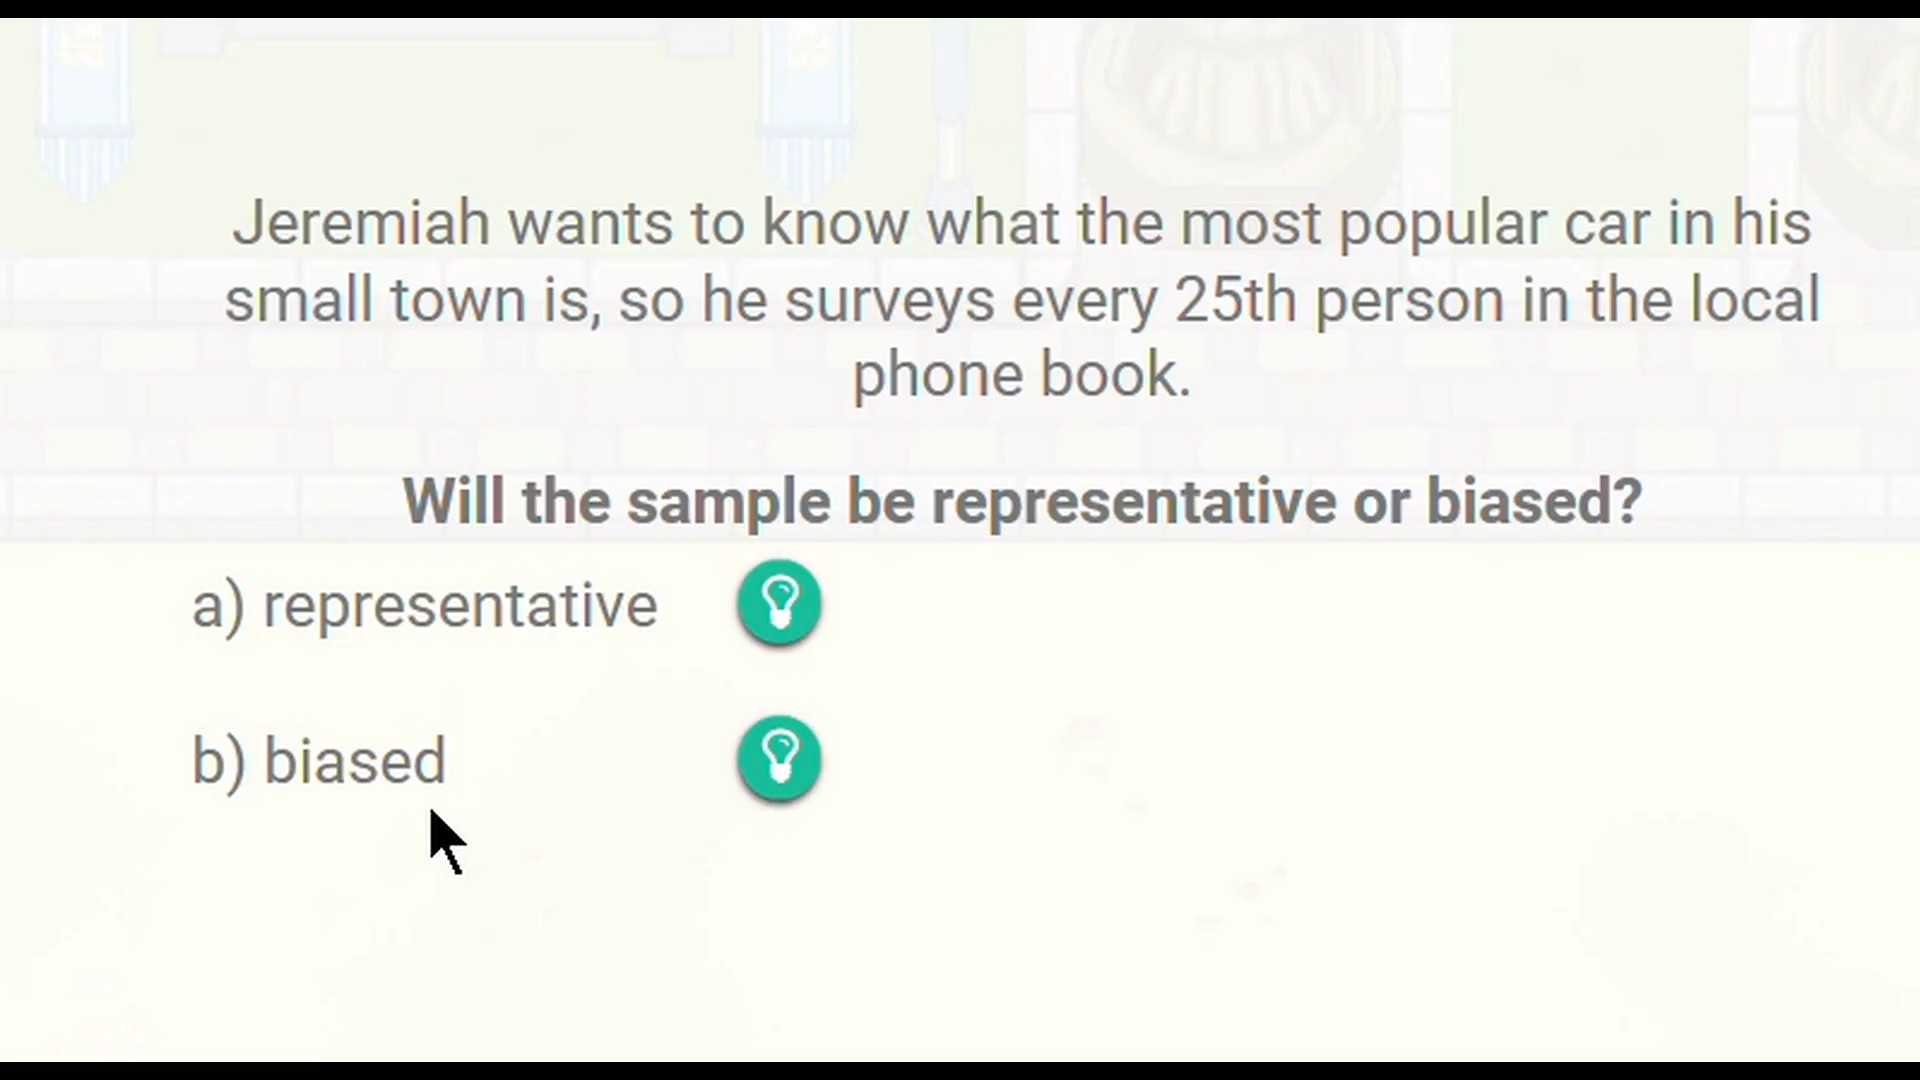 Jeremiah wants to know what the most popular car in his
small town is, so he surveys every 25th person in the local
phone book.
Will the sample be representative or biased?
a) representative
b) biased